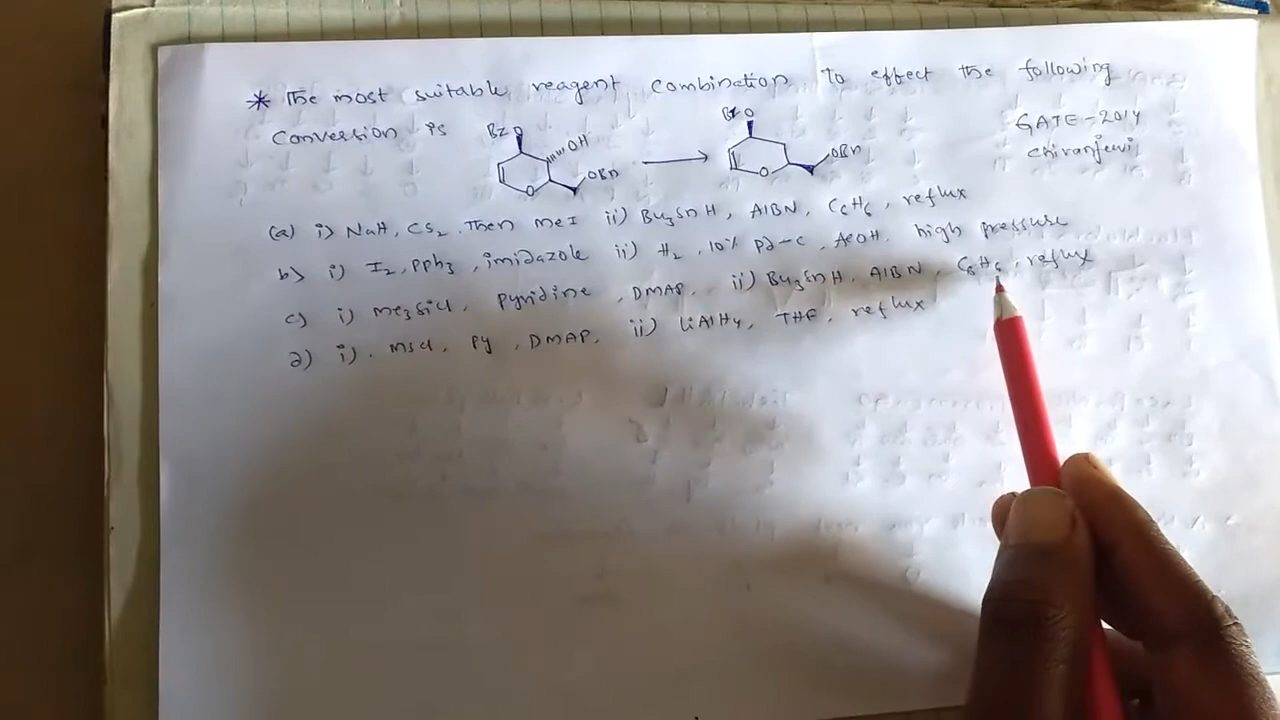 * The most suitable reagent combination to effect the following
conversion is
GATE-2014
chiranjeevi
BzO
OH
OBn
O
BzO
OBn
O
(a) i) NaH, CS2, Then MeI ii) Bu3SnH, AIBN, C6H6, reflux
b) i) I2, PPh3, imidazole ii) H2, 10% Pd-C, AcOH, high pressure
c) i) Me3SiCl, Pyridine, DMAP, ii) Bu3SnH, AIBN, C6H6, reflux
d) i). MsCl, Py, DMAP, ii) LiAlH4, THF, reflux